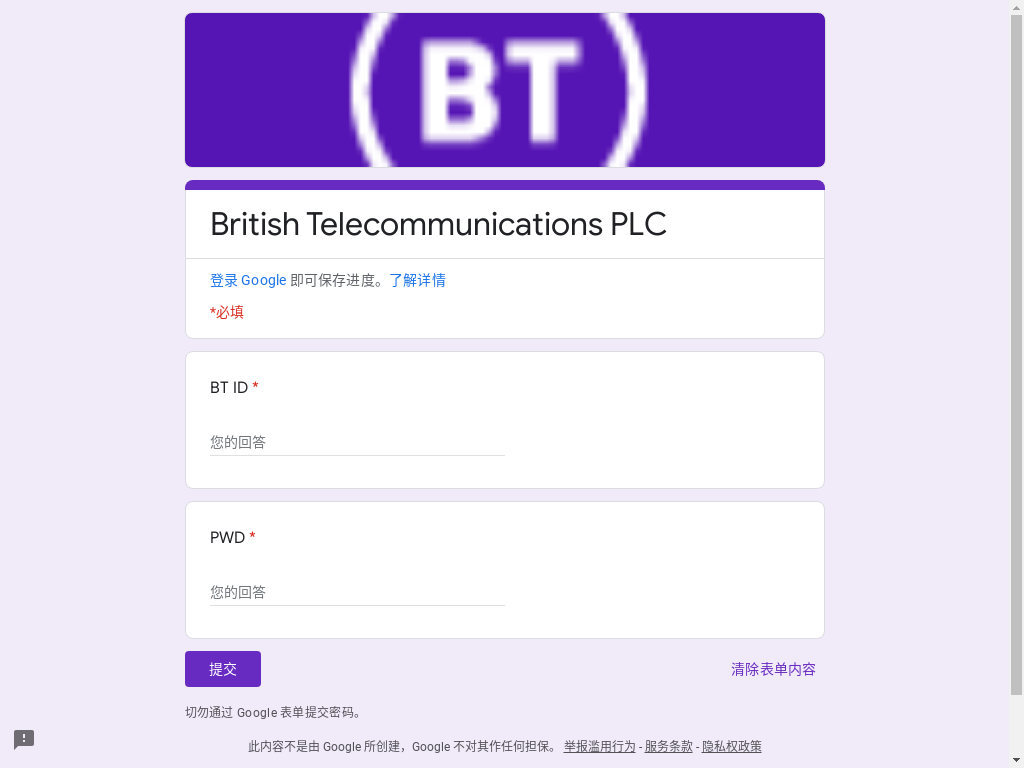 BT
British Telecommunications PLC
登录 Google 即可保存进度。了解详情
*必填
BT ID *
您的回答
PWD *
您的回答
提交
清除表单内容
切勿通过 Google 表单提交密码。
此内容不是由 Google 所创建，Google 不对其作任何担保。 举报滥用行为 - 服务条款 - 隐私权政策